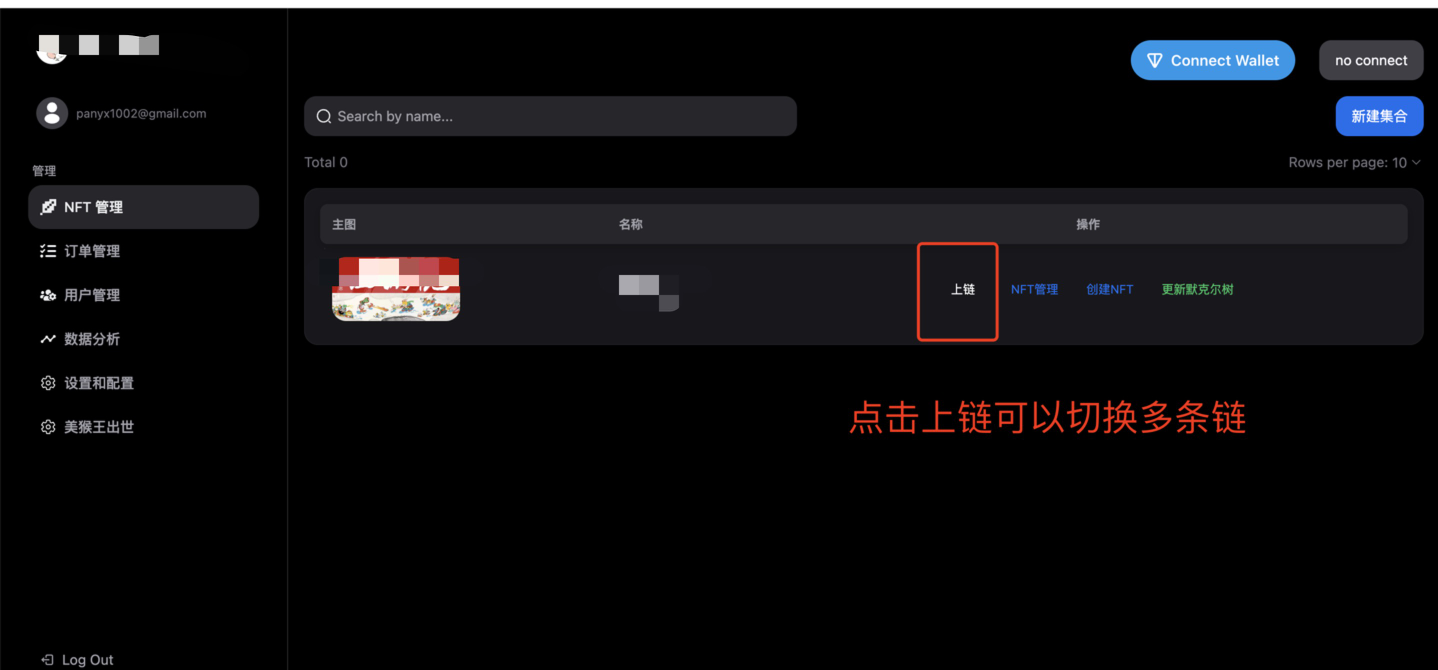 Connect Wallet
no connect
panyx1002@gmail.com
Search by name...
新建集合
Total 0
Rows per page: 10
管理
NFT 管理
订单管理
用户管理
数据分析
设置和配置
美猴王出世
主图
名称
操作
上链
NFT管理
创建NFT
更新默克尔树
点击上链可以切换多条链
Log Out